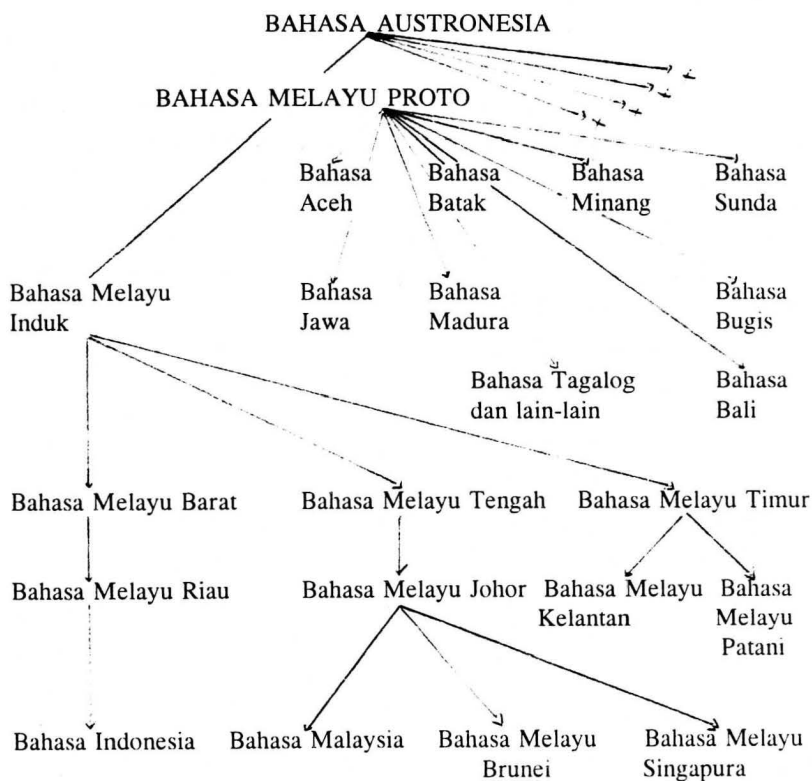 BAHASA AUSTRONESIA
BAHASA MELAYU PROTO
Bahasa
Aceh
Bahasa
Batak
Bahasa
Minang
Bahasa
Sunda
Bahasa Melayu
Induk
Bahasa
Jawa
Bahasa
Madura
Bahasa
Bugis
Bahasa Tagalog
dan lain-lain
Bahasa
Bali
Bahasa Melayu Barat
Bahasa Melayu Tengah
Bahasa Melayu Timur
Bahasa Melayu Riau
Bahasa Melayu Johor
Bahasa Melayu
Kelantan
Bahasa
Melayu
Patani
Bahasa Indonesia
Bahasa Malaysia
Bahasa Melayu
Brunei
Bahasa Melayu
Singapura